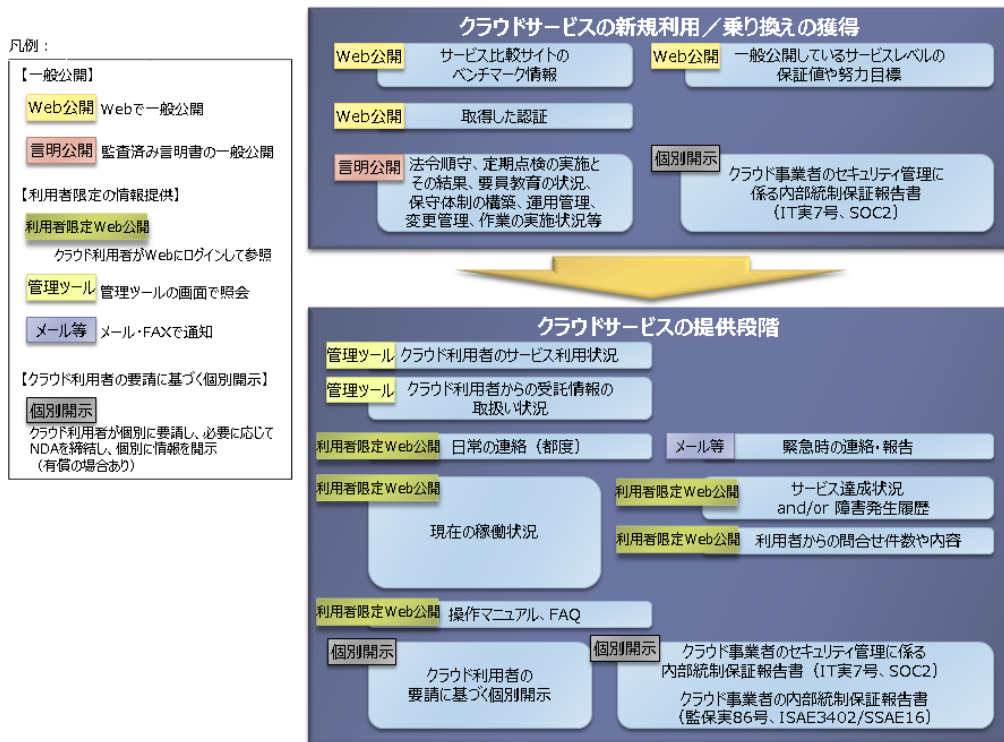 凡例：
【一般公開】
Web公開 Webで一般公開
言明公開 監査済み言明書の一般公開
【利用者限定の情報提供】
利用者限定Web公開
クラウド利用者がWebにログインして参照
管理ツール 管理ツールの画面で照会
メール等 メール・FAXで通知
【クラウド利用者の要請に基づく個別開示】
個別開示
クラウド利用者が個別に要請し、必要に応じて
NDAを締結し、個別に情報を開示
（有償の場合あり）
クラウドサービスの新規利用／乗り換えの獲得
Web公開
サービス比較サイトの
ベンチマーク情報
Web公開
一般公開しているサービスレベルの
保証値や努力目標
Web公開 取得した認証
言明公開
法令順守、定期点検の実施と
その結果、要員教育の状況、
保守体制の構築、運用管理、
変更管理、作業の実施状況等
個別開示
クラウド事業者のセキュリティ管理に
係る内部統制保証報告書
（IT実7号、SOC2）
クラウドサービスの提供段階
管理ツール クラウド利用者のサービス利用状況
管理ツール
クラウド利用者からの受託情報の
取扱い状況
利用者限定Web公開 日常の連絡（都度）
メール等 緊急時の連絡・報告
利用者限定Web公開
現在の稼働状況
利用者限定Web公開
サービス達成状況
and/or 障害発生履歴
利用者限定Web公開 利用者からの問合せ件数や内容
利用者限定Web公開 操作マニュアル、FAQ
個別開示
クラウド利用者の
要請に基づく個別開示
個別開示
クラウド事業者のセキュリティ管理に係る
内部統制保証報告書（IT実7号、SOC2）
クラウド事業者の内部統制保証報告書
（監保実86号、ISAE3402/SSAE16）